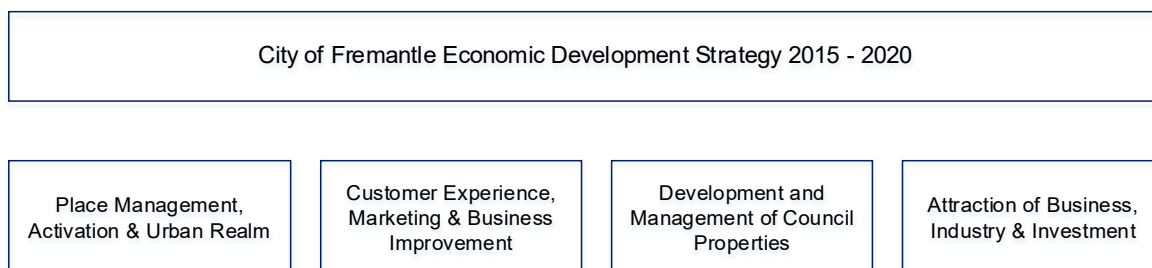 City of Fremantle Economic Development Strategy 2015 - 2020
Place Management,
Activation & Urban Realm
Customer Experience,
Marketing & Business
Improvement
Development and
Management of Council
Properties
Attraction of Business,
Industry & Investment